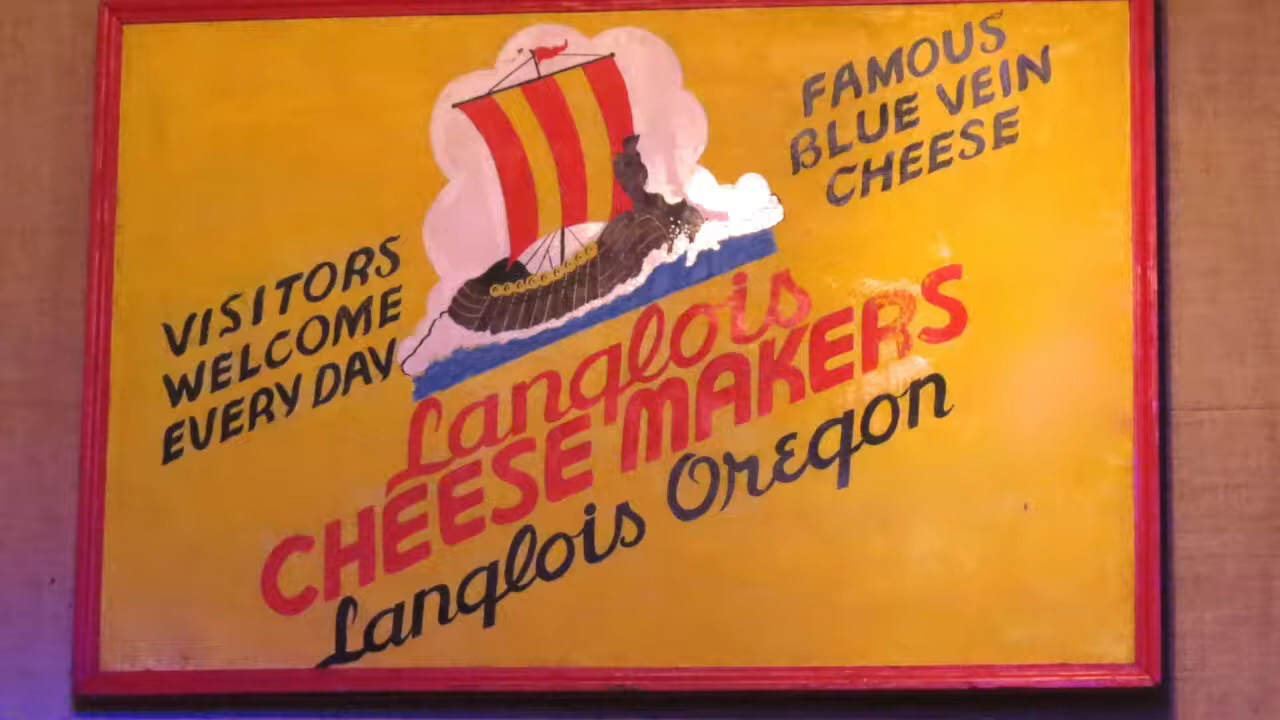 FAMOUS
BLUE VEIN
CHEESE
VISITORS
WELCOME
EVERY DAY
Langlois
CHEESE MAKERS
Langlois Oregon